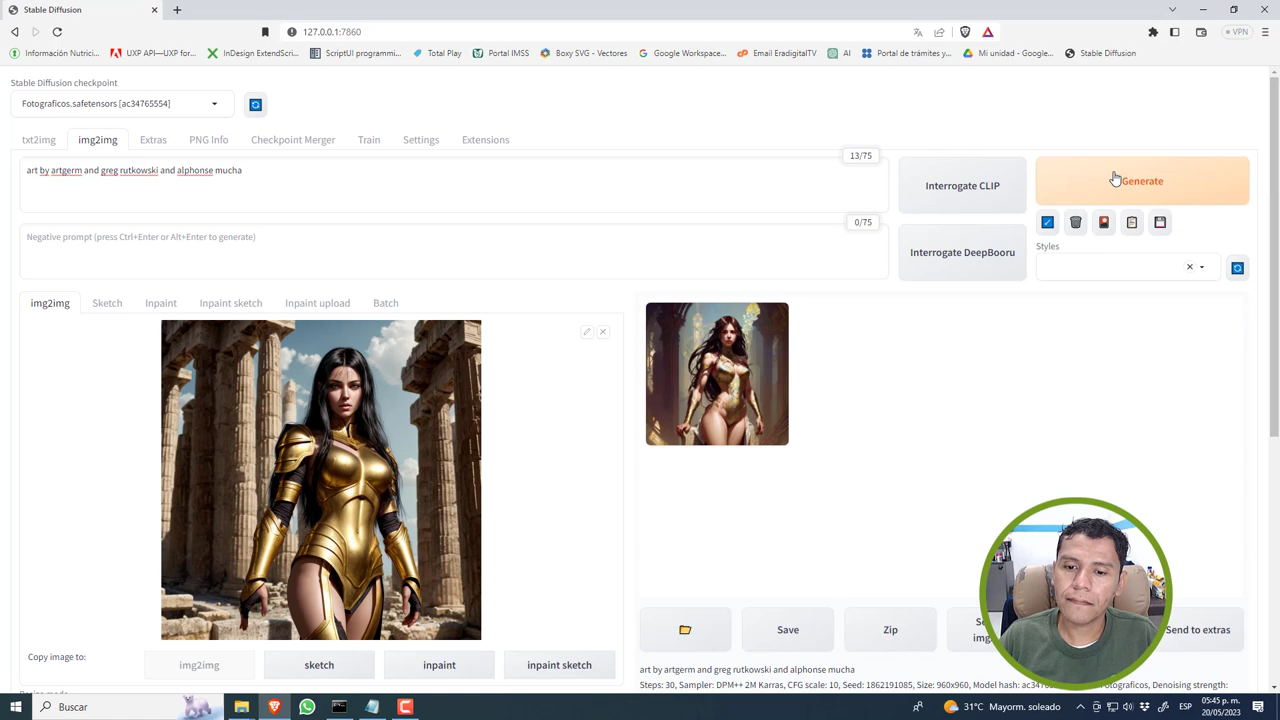 Stable Diffusion
127.0.0.1:7860
VPN
Información Nutrici...
UXP API—UXP for...
InDesign ExtendScr...
ScriptUI programmi...
Total Play
Portal IMSS
Boxy SVG - Vectores
Google Workspace...
Email EradigitalTV
AI
Portal de trámites y...
Mi unidad - Google...
Stable Diffusion
Stable Diffusion checkpoint
Fotograficos.safetensors [ac34765554]
txt2img
img2img
Extras
PNG Info
Checkpoint Merger
Train
Settings
Extensions
13/75
art by artgerm and greg rutkowski and alphonse mucha
Interrogate CLIP
Generate
0/75
Negative prompt (press Ctrl+Enter or Alt+Enter to generate)
Interrogate DeepBooru
Styles
img2img
Sketch
Inpaint
Inpaint sketch
Inpaint upload
Batch
Save
Zip
Send to extras
Copy image to:
img2img
sketch
inpaint
inpaint sketch
art by artgerm and greg rutkowski and alphonse mucha
Steps: 30, Sampler: DPM++ 2M Karras, CFG scale: 10, Seed: 1862191085, Size: 960x960, Model hash:
Denoising strength:
Buscar
31°C Mayorm. soleado
ESP
05:45 p. m.
20/05/2023